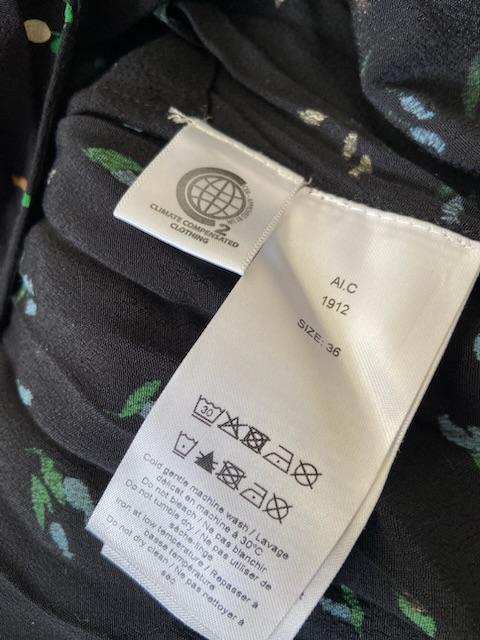 CLIMATE COMPENSATED
CLOTHING
2
AI.C
1912
SIZE: 36
30
Cold gentle machine wash / Lavage
délicat en machine à 30°C
Do not bleach / Ne pas blanchir
Do not tumble dry / Ne pas utiliser de
sèche-linge
Iron at low temperature / Repasser à
basse température
Do not dry clean / Ne pas nettoyer à
sec